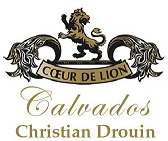 CŒUR DE LION
Calvados
Christian Drouin